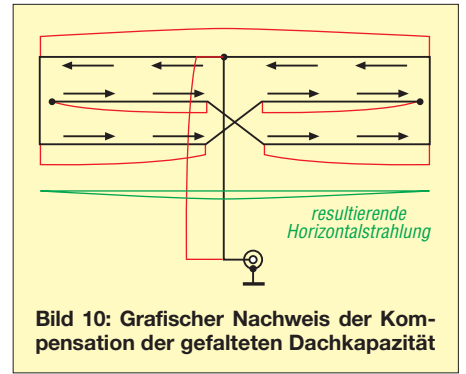 resultierende
Horizontalstrahlung
Bild 10: Grafischer Nachweis der Kom-
pensation der gefalteten Dachkapazität